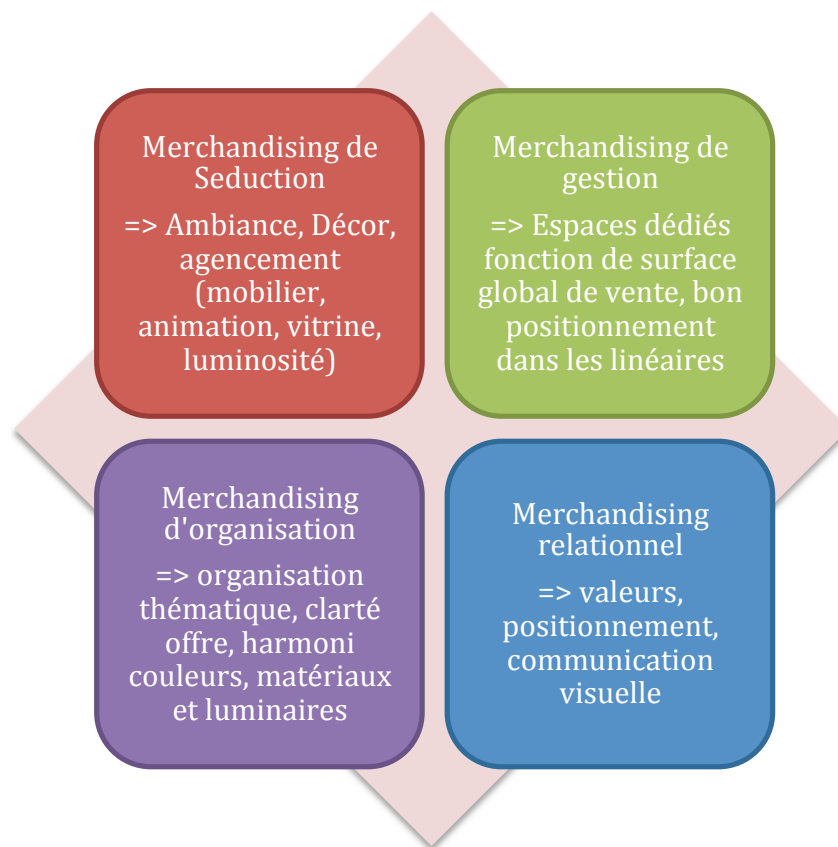 Merchandising de
Seduction
=> Ambiance, Décor,
agencement
(mobilier,
animation, vitrine,
luminosité)
Merchandising de
gestion
=> Espaces dédiés
fonction de surface
global de vente, bon
positionnement
dans les linéaires
Merchandising
d'organisation
=> organisation
thématique, clarté
offre, harmoni
couleurs, matériaux
et luminaires
Merchandising
relationnel
=> valeurs,
positionnement,
communication
visuelle